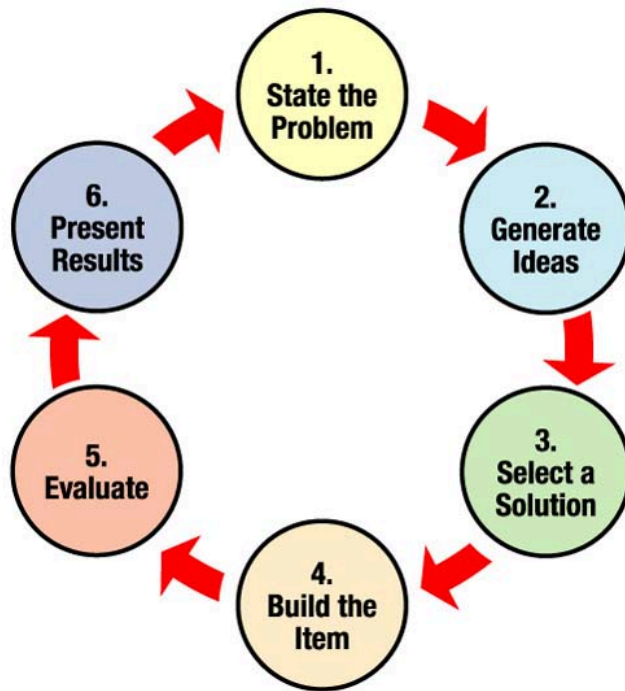 1.
State the
Problem
2.
Generate
Ideas
3.
Select a
Solution
4.
Build the
Item
5.
Evaluate
6.
Present
Results